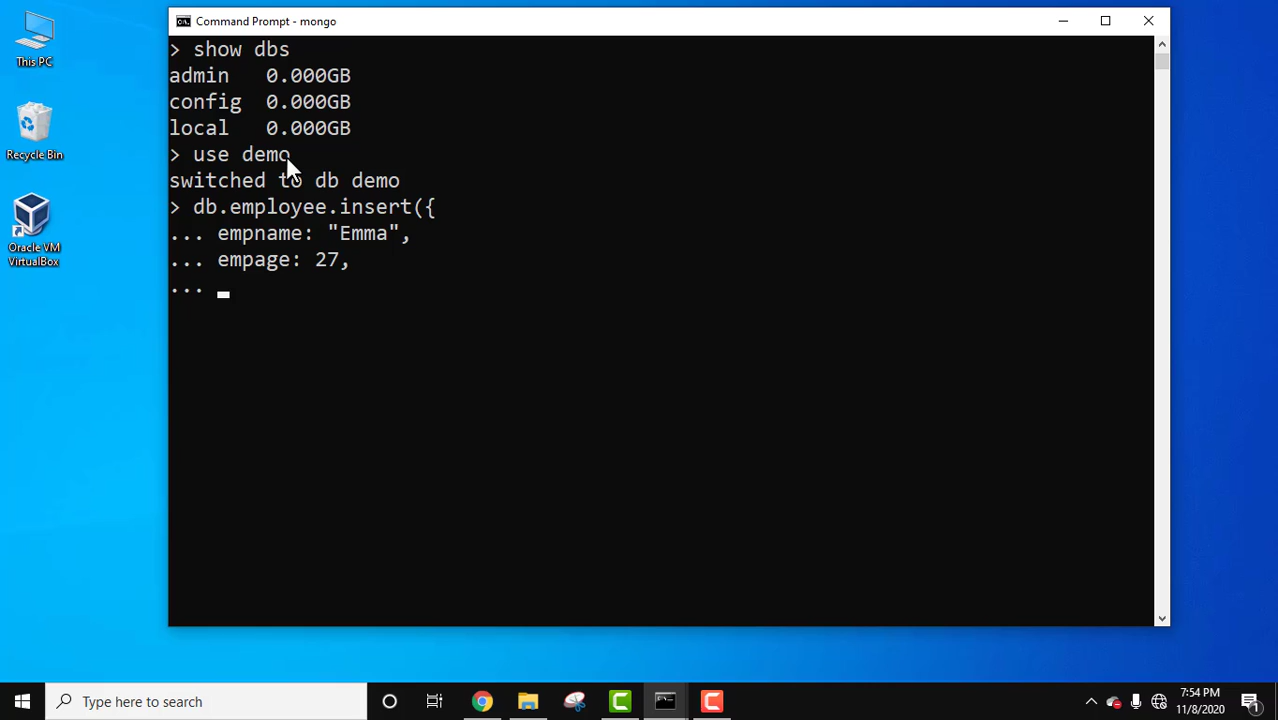 This PC
Recycle Bin
Oracle VM
VirtualBox
Command Prompt - mongo
> show dbs
admin 0.000GB
config 0.000GB
local 0.000GB
> use demo
switched to db demo
> db.employee.insert({
... empname: "Emma",
... empage: 27,
...
Type here to search
7:54 PM
11/8/2020
1